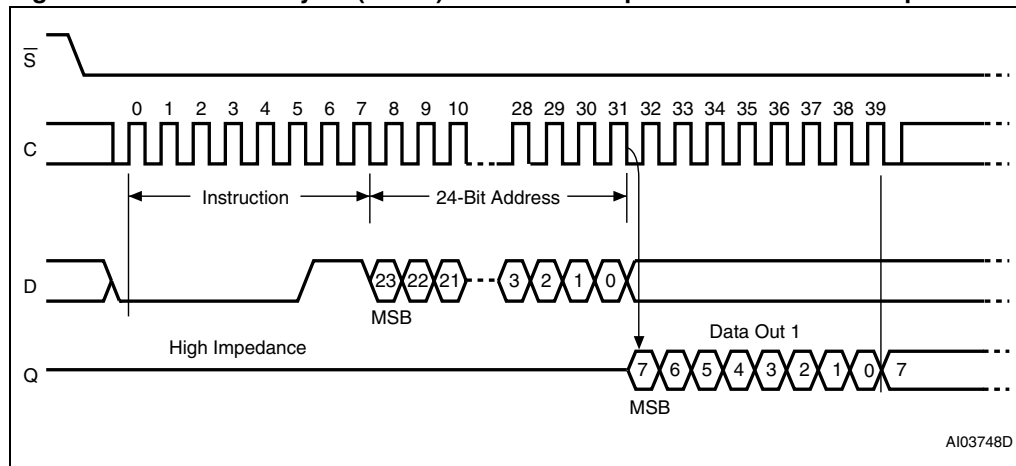 S
0 1 2 3 4 5 6 7 8 9 10 28 29 30 31 32 33 34 35 36 37 38 39
C
Instruction 24-Bit Address
D 23 22 21 3 2 1 0
MSB
High Impedance Data Out 1
Q 7 6 5 4 3 2 1 0 7
MSB
AI03748D